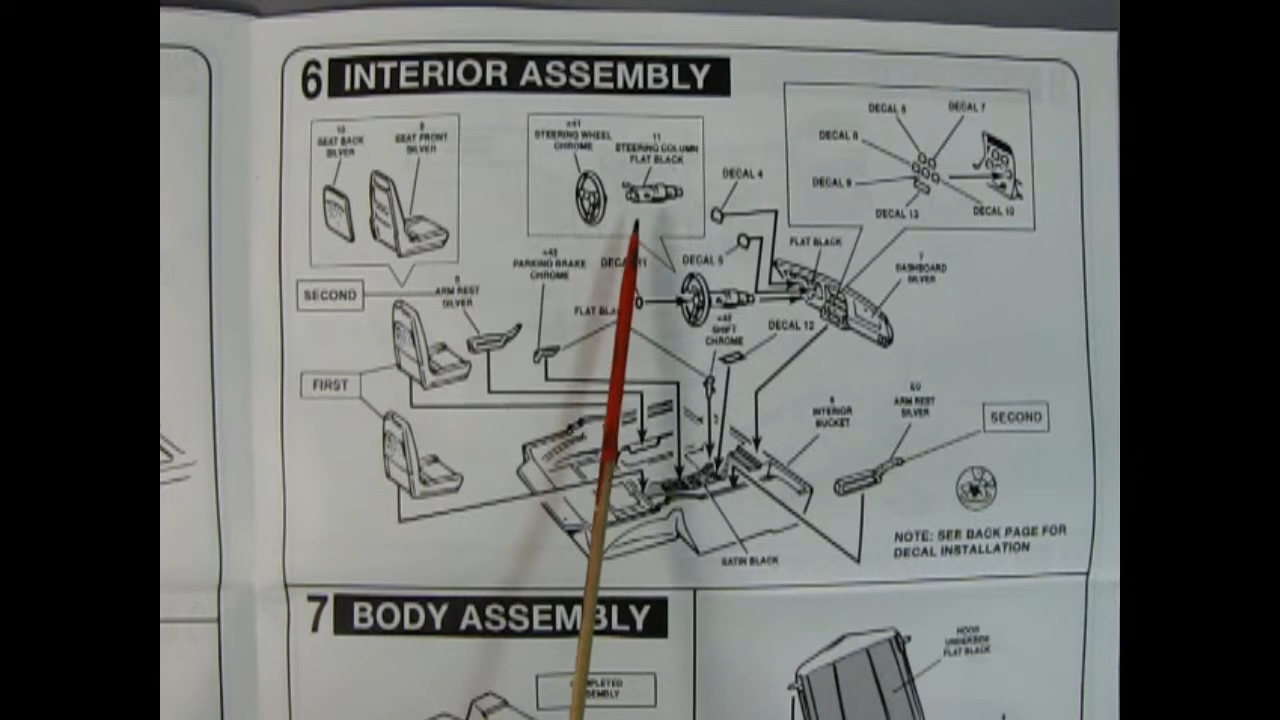 6 INTERIOR ASSEMBLY
10
SEAT BACK
SILVER
SEAT FRONT
SILVER
STEERING WHEEL
CHROME
11
STEERING COLUMN
FLAT BLACK
DECAL 4
DECAL 6
DECAL 7
DECAL 8
DECAL 9
DECAL 13
DECAL 10
SECOND
ARM REST
SILVER
PARKING BRAKE
CHROME
DECAL 5
FLAT BLACK
7
DASHBOARD
SILVER
FLAT
SHIFT
CHROME
DECAL 12
FIRST
INTERIOR
BUCKET
ARM REST
SILVER
SECOND
SATIN BLACK
NOTE: SEE BACK PAGE FOR
DECAL INSTALLATION
7 BODY ASSEMBLY
HOOD
UNDERSIDE
FLAT BLACK